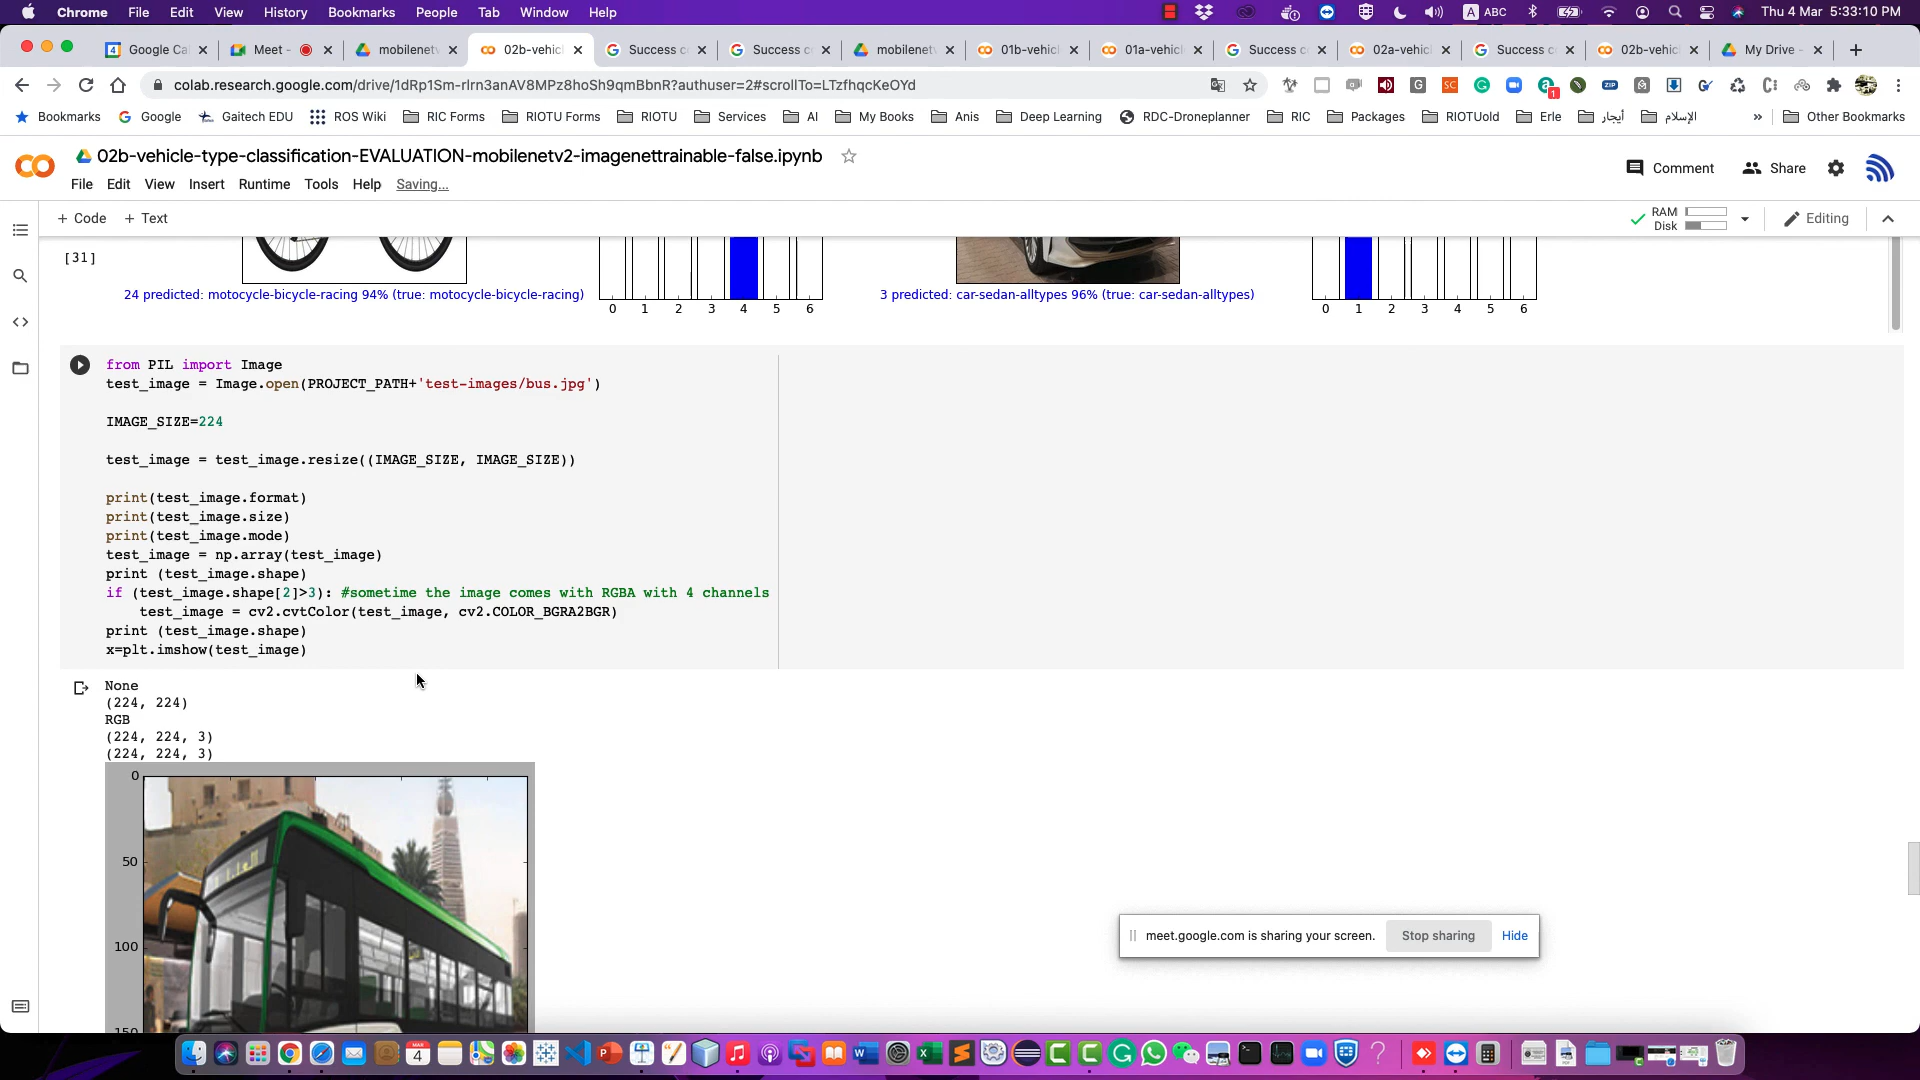 Chrome File Edit View History Bookmarks People Tab Window Help
ABC Thu 4 Mar 5:33:10 PM
Google Ca
Meet -
mobilenet
02b-vehic
Success c
Success c
mobilenet
01b-vehic
01a-vehic
Success c
02a-vehic
Success c
02b-vehic
My Drive -
colab.research.google.com/drive/1dRp1Sm-rlrn3anAV8MPz8hoSh9qmBbnR?authuser=2#scrollTo=LTzfhqcKeOYd
Bookmarks Google Gaitech EDU ROS Wiki RIC Forms RIOTU Forms RIOTU Services AI My Books Anis Deep Learning RDC-Droneplanner RIC Packages RIOTUold Erle أيجار الإسلام » Other Bookmarks
02b-vehicle-type-classification-EVALUATION-mobilenetv2-imagenettrainable-false.ipynb
File Edit View Insert Runtime Tools Help Saving...
Comment Share
+ Code + Text
RAM
Disk
Editing
[31]
24 predicted: motocycle-bicycle-racing 94% (true: motocycle-bicycle-racing)
0 1 2 3 4 5 6
3 predicted: car-sedan-alltypes 96% (true: car-sedan-alltypes)
0 1 2 3 4 5 6
from PIL import Image
test_image = Image.open(PROJECT_PATH+'test-images/bus.jpg')
IMAGE_SIZE=224
test_image = test_image.resize((IMAGE_SIZE, IMAGE_SIZE))
print(test_image.format)
print(test_image.size)
print(test_image.mode)
test_image = np.array(test_image)
print (test_image.shape)
if (test_image.shape[2]>3): #sometime the image comes with RGBA with 4 channels
test_image = cv2.cvtColor(test_image, cv2.COLOR_BGRA2BGR)
print (test_image.shape)
x=plt.imshow(test_image)
None
(224, 224)
RGB
(224, 224, 3)
(224, 224, 3)
0
50
100
150
meet.google.com is sharing your screen. Stop sharing Hide